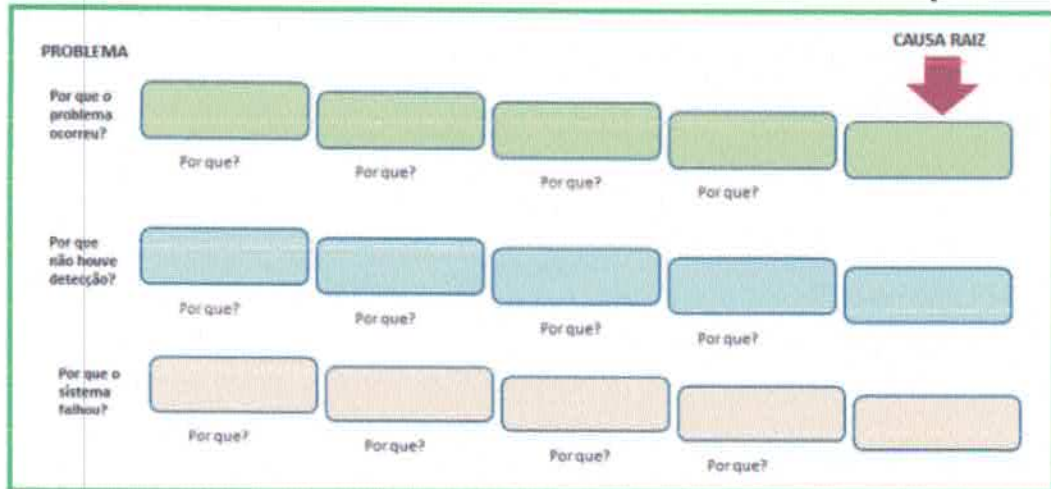 PROBLEMA
CAUSA RAIZ
Por que o
problema
ocorreu?
Por que?
Por que?
Por que?
Por que?
Por que
não houve
detecção?
Por que?
Por que?
Por que?
Por que?
Por que o
sistema
falhou?
Por que?
Por que?
Por que?
Por que?